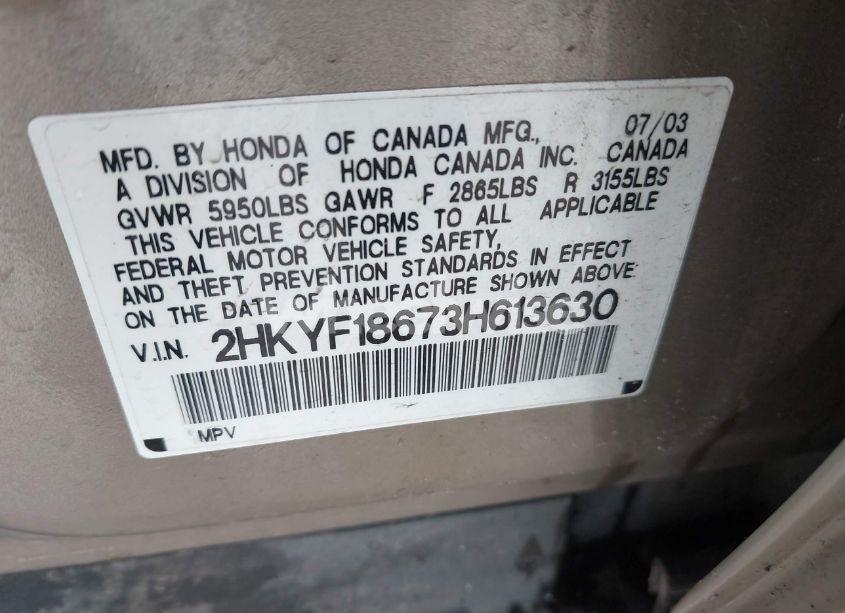 MFD. BY HONDA OF CANADA MFG., 07/03
A DIVISION OF HONDA CANADA INC. CANADA
GVWR 5950LBS GAWR F 2865LBS R 3155LBS
THIS VEHICLE CONFORMS TO ALL APPLICABLE
FEDERAL MOTOR VEHICLE SAFETY,
AND THEFT PREVENTION STANDARDS IN EFFECT
ON THE DATE OF MANUFACTURE SHOWN ABOVE
V.I.N. 2HKYF18673H613630
MPV